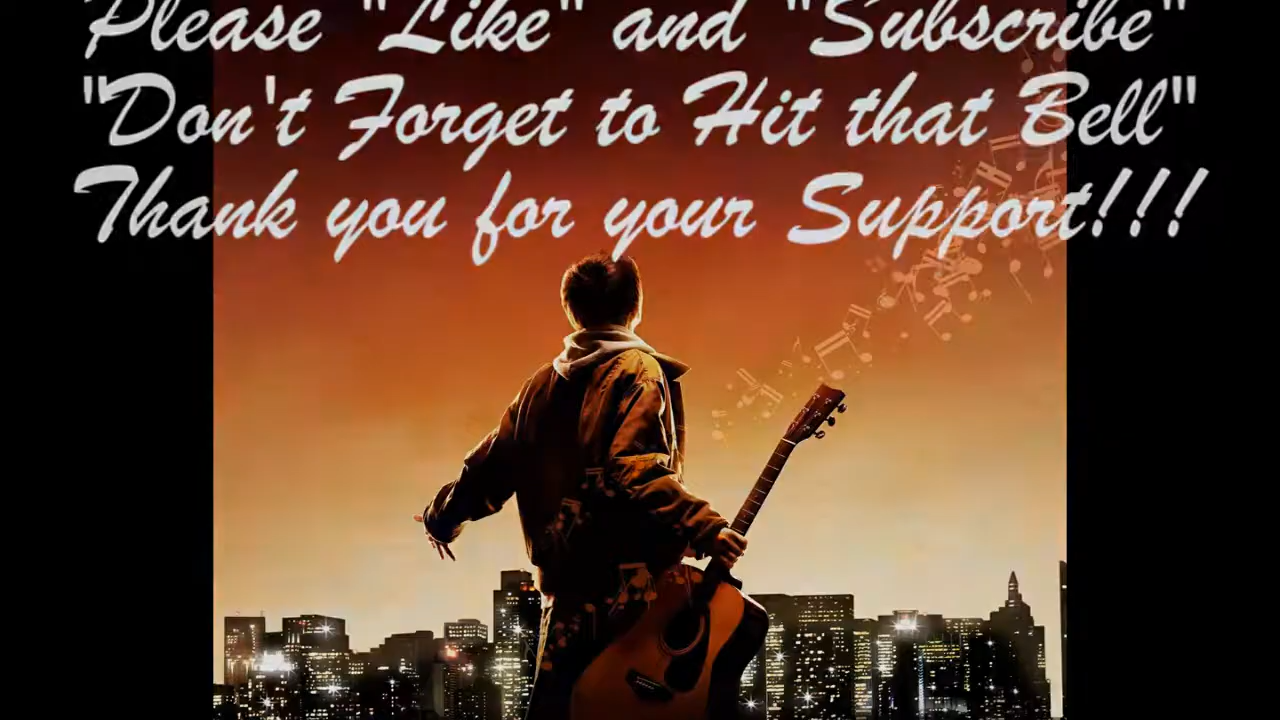 Please "Like" and "Subscribe"
"Don't Forget to Hit that Bell"
Thank you for your Support!!!